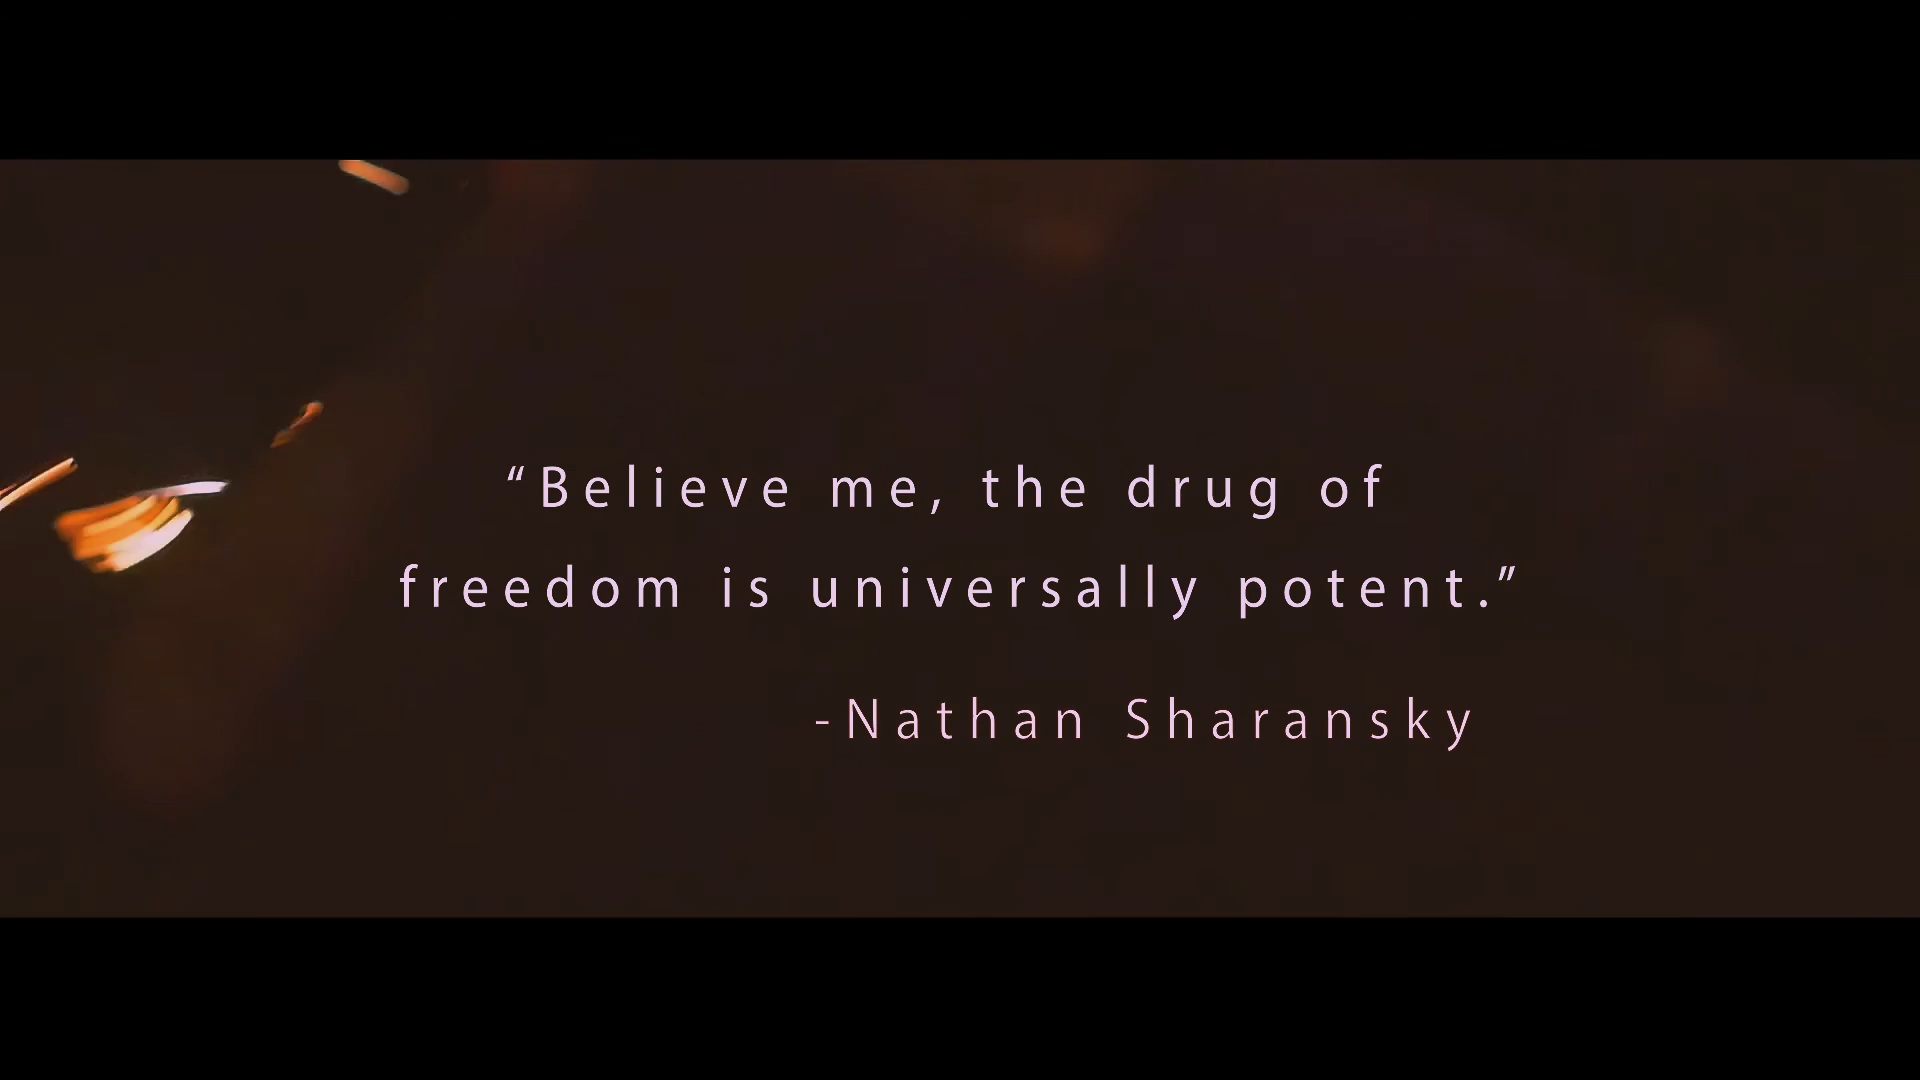 “Believe me, the drug of
freedom is universally potent.”
-Nathan Sharansky